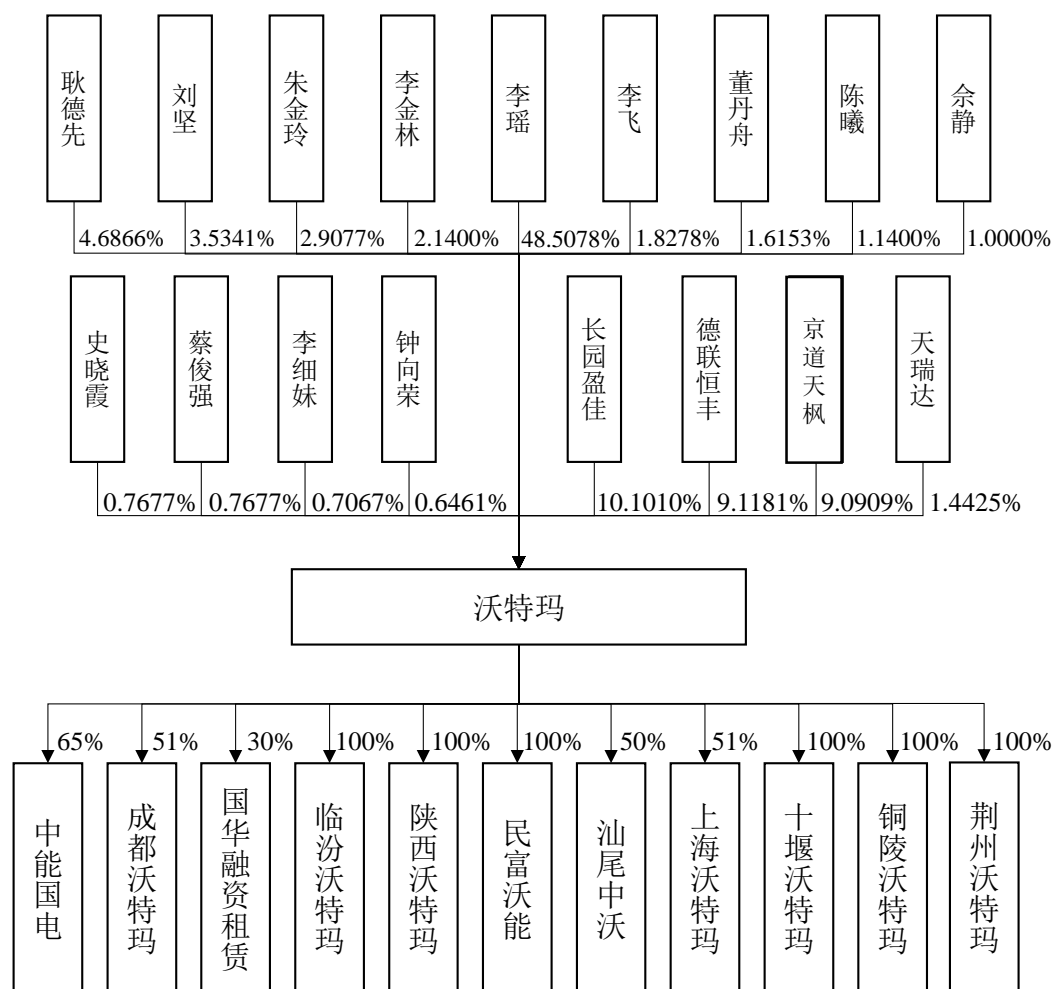 耿德先
刘坚
朱金玲
李金林
李瑶
李飞
董丹舟
陈曦
佘静
4.6866%
3.5341%
2.9077%
2.1400%
48.5078%
1.8278%
1.6153%
1.1400%
1.0000%
史晓霞
蔡俊强
李细妹
钟向荣
长园盈佳
德联恒丰
京道天枫
天瑞达
0.7677%
0.7677%
0.7067%
0.6461%
10.1010%
9.1181%
9.0909%
1.4425%
沃特玛
65%
51%
30%
100%
100%
100%
50%
51%
100%
100%
100%
中能国电
成都沃特玛
国华融资租赁
临汾沃特玛
陕西沃特玛
民富沃能
汕尾中沃
上海沃特玛
十堰沃特玛
铜陵沃特玛
荆州沃特玛